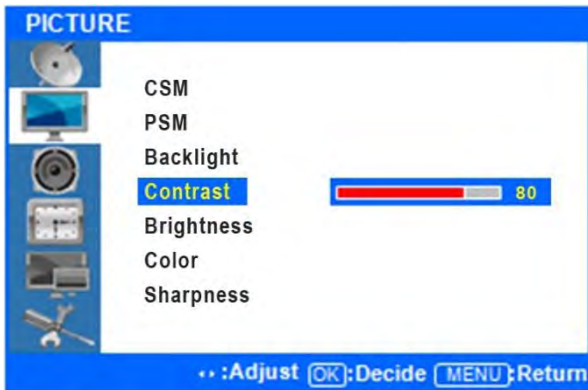 PICTURE
CSM
PSM
Backlight
Contrast 80
Brightness
Color
Sharpness
:Adjust OK:Decide MENU:Return